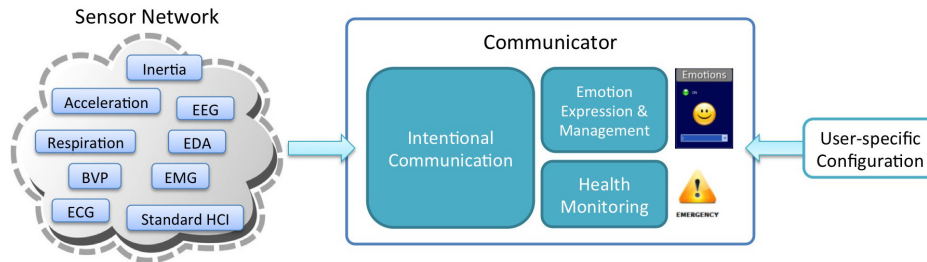 Sensor Network
Inertia
Acceleration
EEG
Respiration
EDA
BVP
EMG
ECG
Standard HCI
Communicator
Intentional
Communication
Emotion
Expression &
Management
Emotions
ON
Health
Monitoring
EMERGENCY
User-specific
Configuration